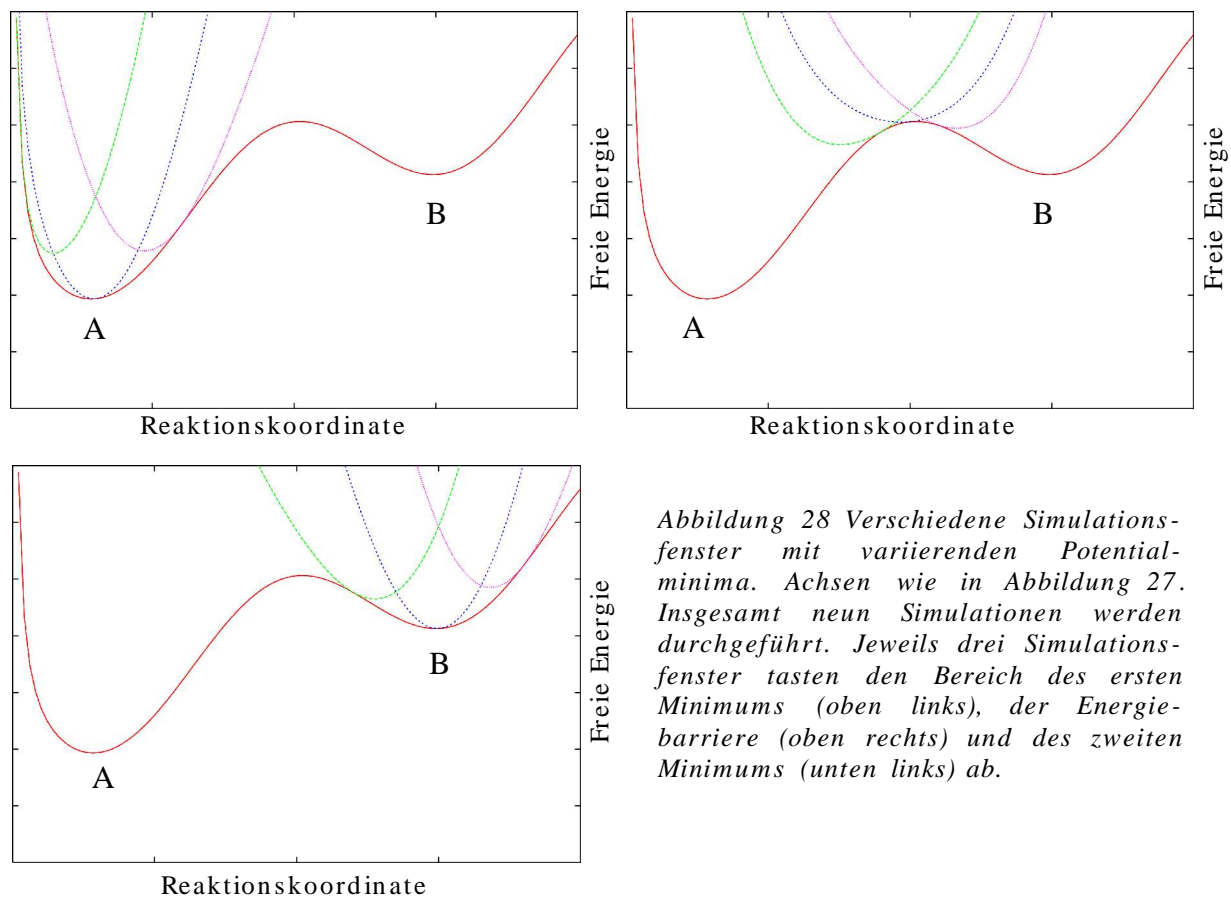 A
B
Freie Energie
Reaktionskoordinate
A
B
Freie Energie
Reaktionskoordinate
A
B
Freie Energie
Reaktionskoordinate
Abbildung 28 Verschiedene Simulations-
fenster mit variierenden Potential-
minima. Achsen wie in Abbildung 27.
Insgesamt neun Simulationen werden
durchgeführt. Jeweils drei Simulations-
fenster tasten den Bereich des ersten
Minimums (oben links), der Energie-
barriere (oben rechts) und des zweiten
Minimums (unten links) ab.